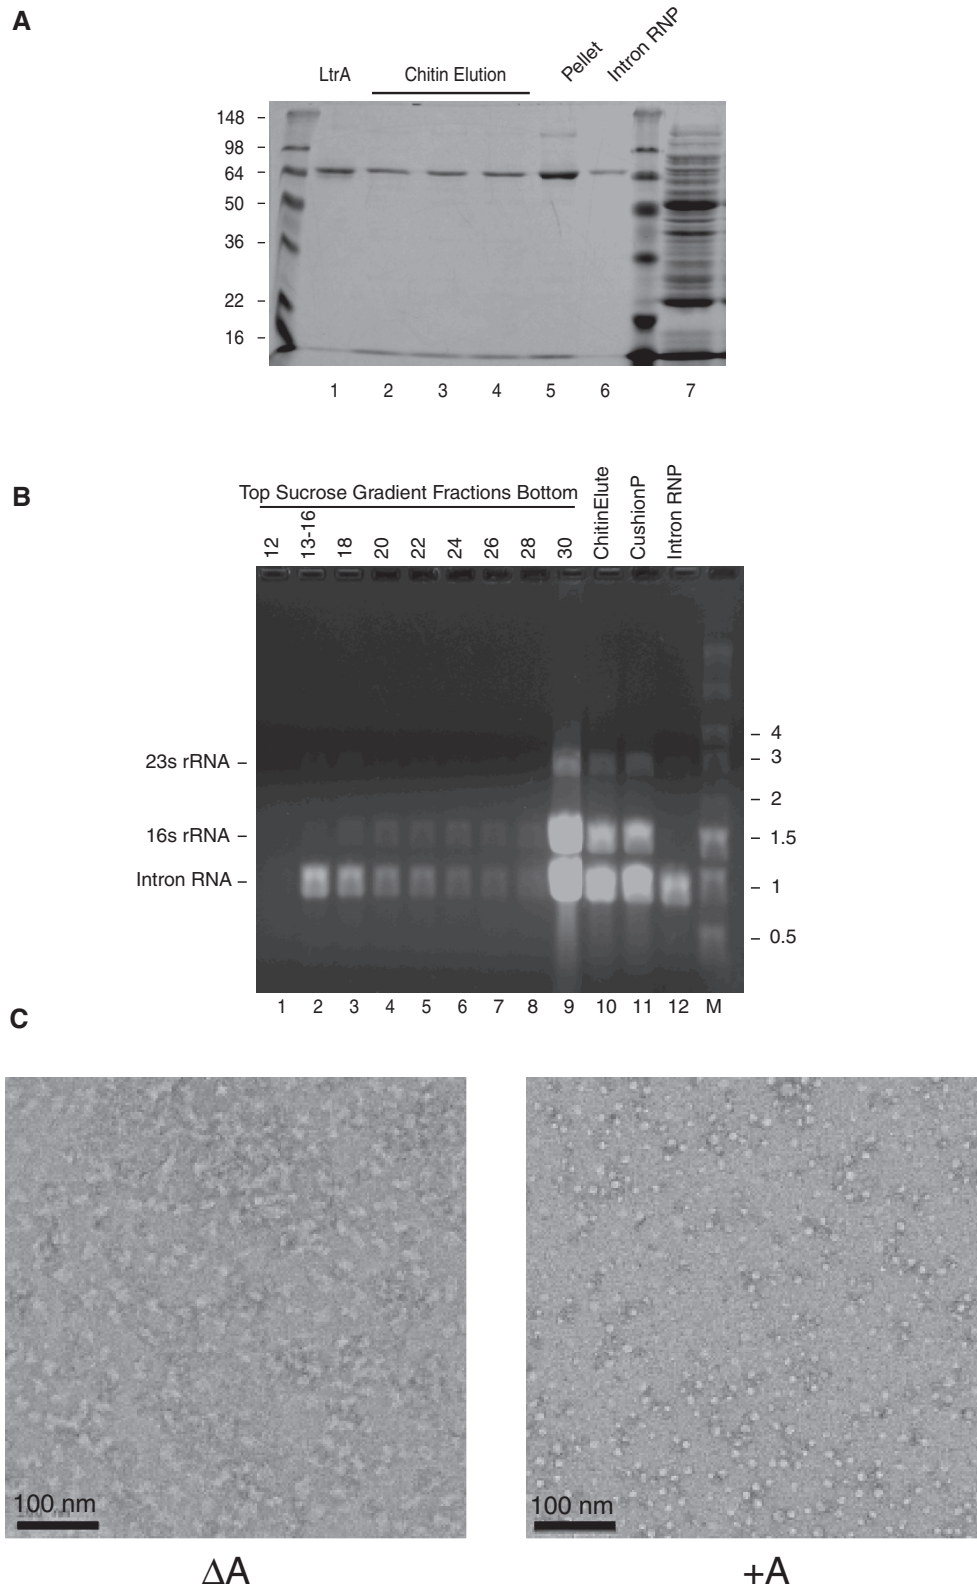 A
LtrA
Chitin Elution
Pellet
Intron RNP
148
98
64
50
36
22
16
1 2 3 4 5 6 7
B
Top Sucrose Gradient Fractions Bottom
12 13-16 18 20 22 24 26 28 30 ChitinElute CushionP Intron RNP
23s rRNA
16s rRNA
Intron RNA
4
3
2
1.5
1
0.5
1 2 3 4 5 6 7 8 9 10 11 12 M
C
100 nm
100 nm
ΔA
+A